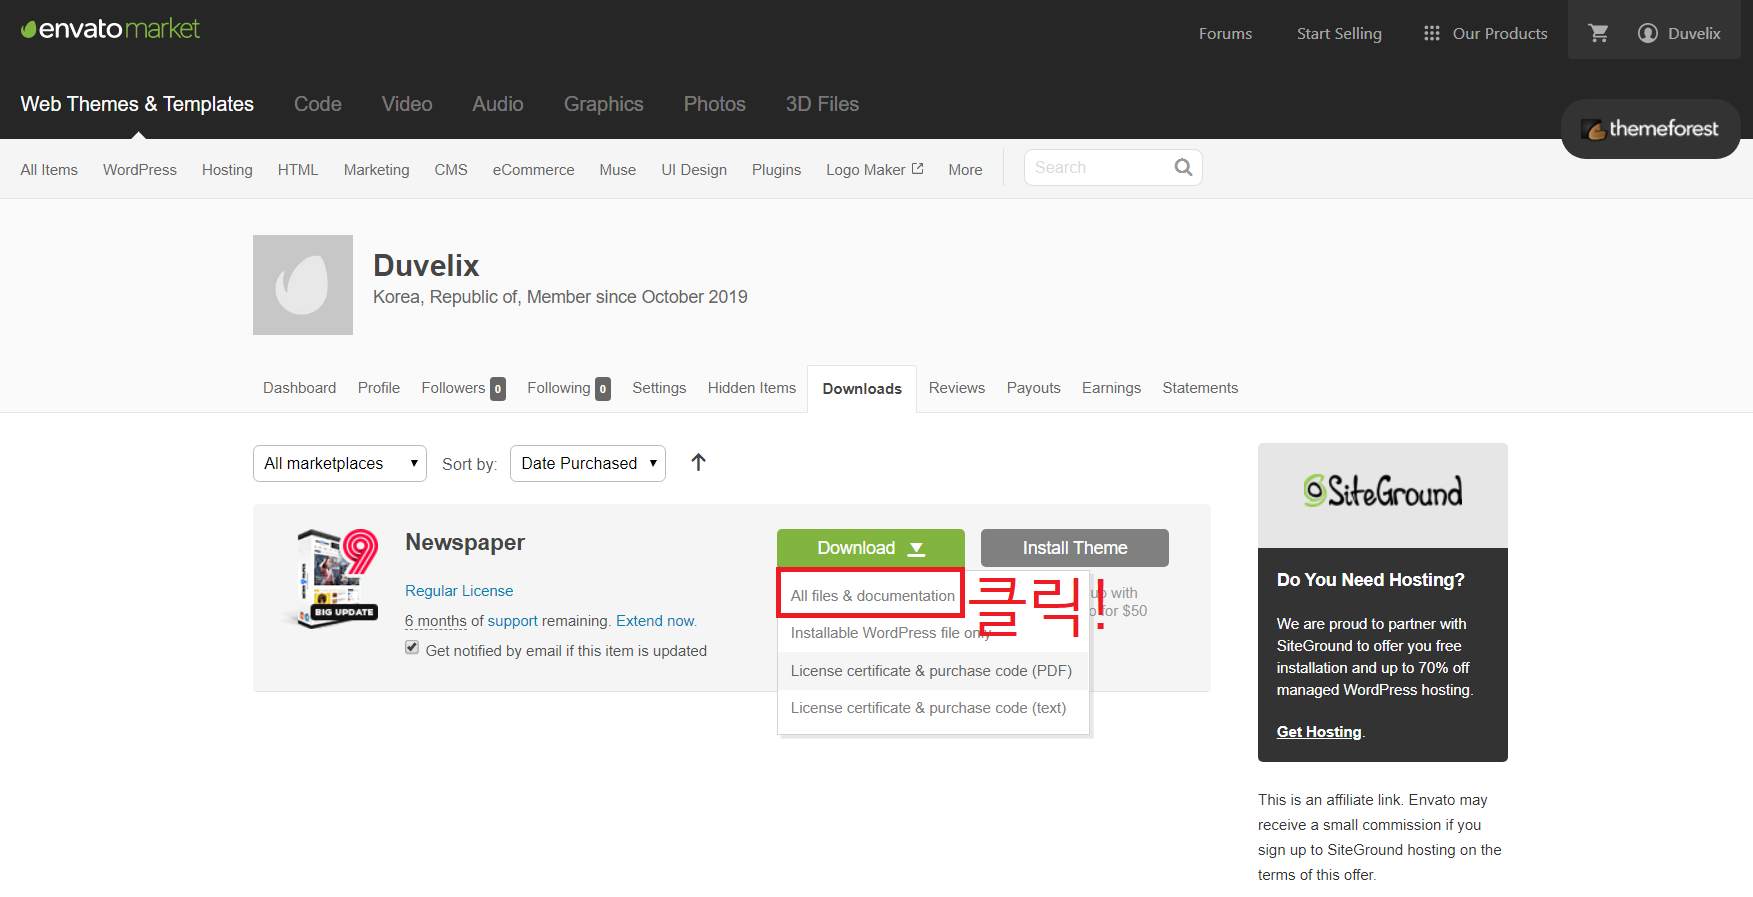 envato market
Forums
Start Selling
Our Products
Duvelix
Web Themes & Templates
Code
Video
Audio
Graphics
Photos
3D Files
themeforest
All Items
WordPress
Hosting
HTML
Marketing
CMS
eCommerce
Muse
UI Design
Plugins
Logo Maker
More
Search
Duvelix
Korea, Republic of, Member since October 2019
Dashboard
Profile
Followers 0
Following 0
Settings
Hidden Items
Downloads
Reviews
Payouts
Earnings
Statements
All marketplaces
Sort by:
Date Purchased
9
BIG UPDATE
Newspaper
Regular License
6 months of support remaining. Extend now.
Get notified by email if this item is updated
Download
Install Theme
All files & documentation
클릭!
with
for $50
Installable WordPress file only
License certificate & purchase code (PDF)
License certificate & purchase code (text)
SiteGround
Do You Need Hosting?
We are proud to partner with
SiteGround to offer you free
installation and up to 70% off
managed WordPress hosting.
Get Hosting.
This is an affiliate link. Envato may
receive a small commission if you
sign up to SiteGround hosting on the
terms of this offer.